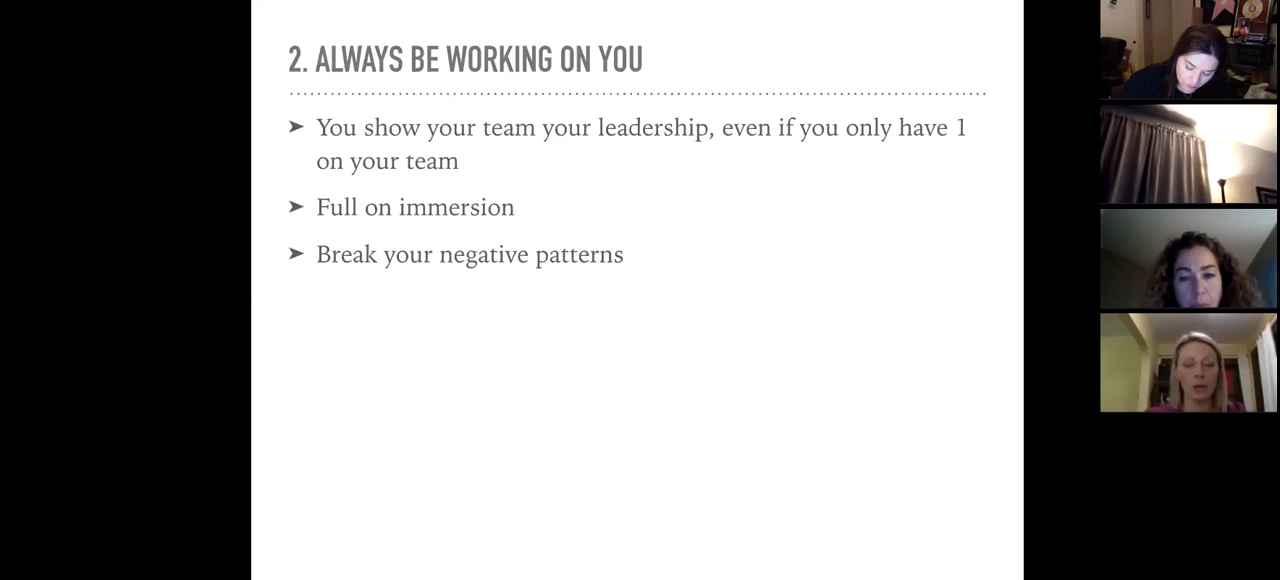 2. ALWAYS BE WORKING ON YOU
➤ You show your team your leadership, even if you only have 1
on your team
➤ Full on immersion
➤ Break your negative patterns